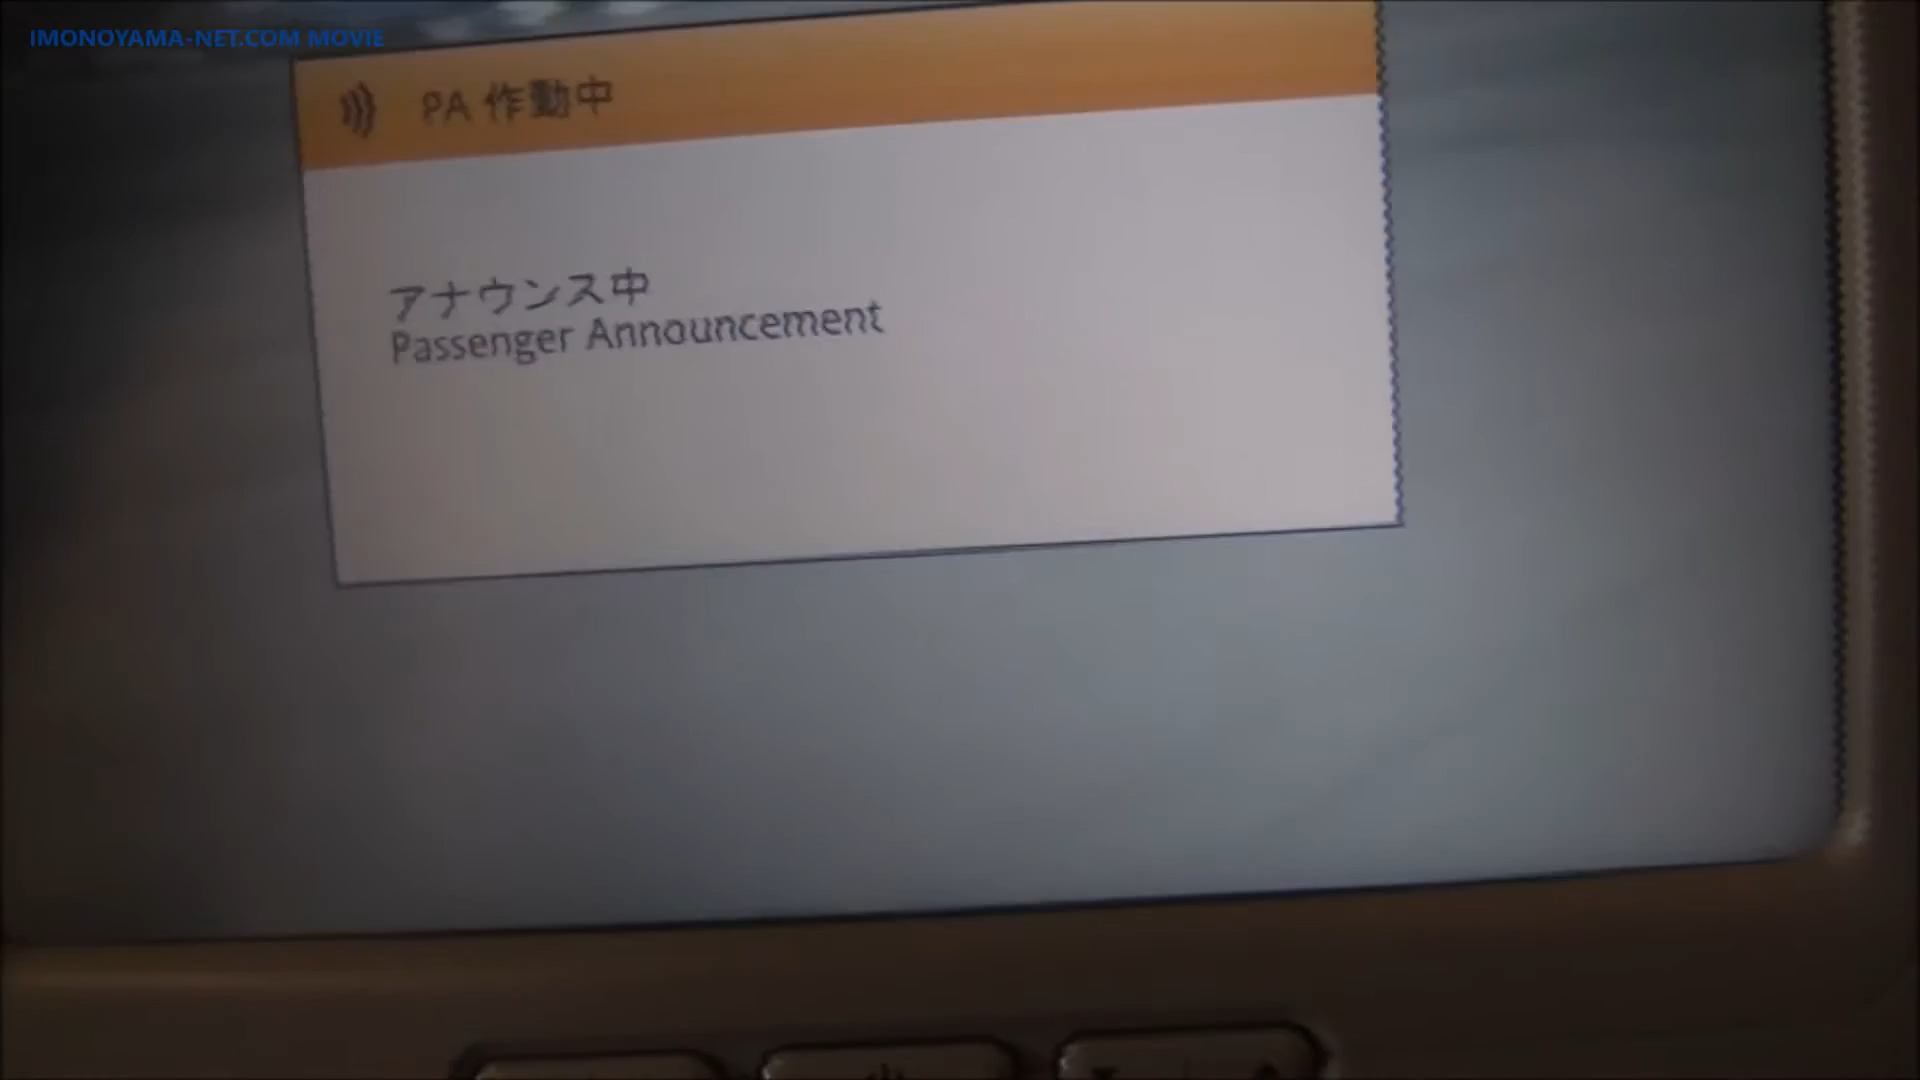 IMONOYAMA-NET.COM MOVIE
PA 作動中
アナウンス中
Passenger Announcement